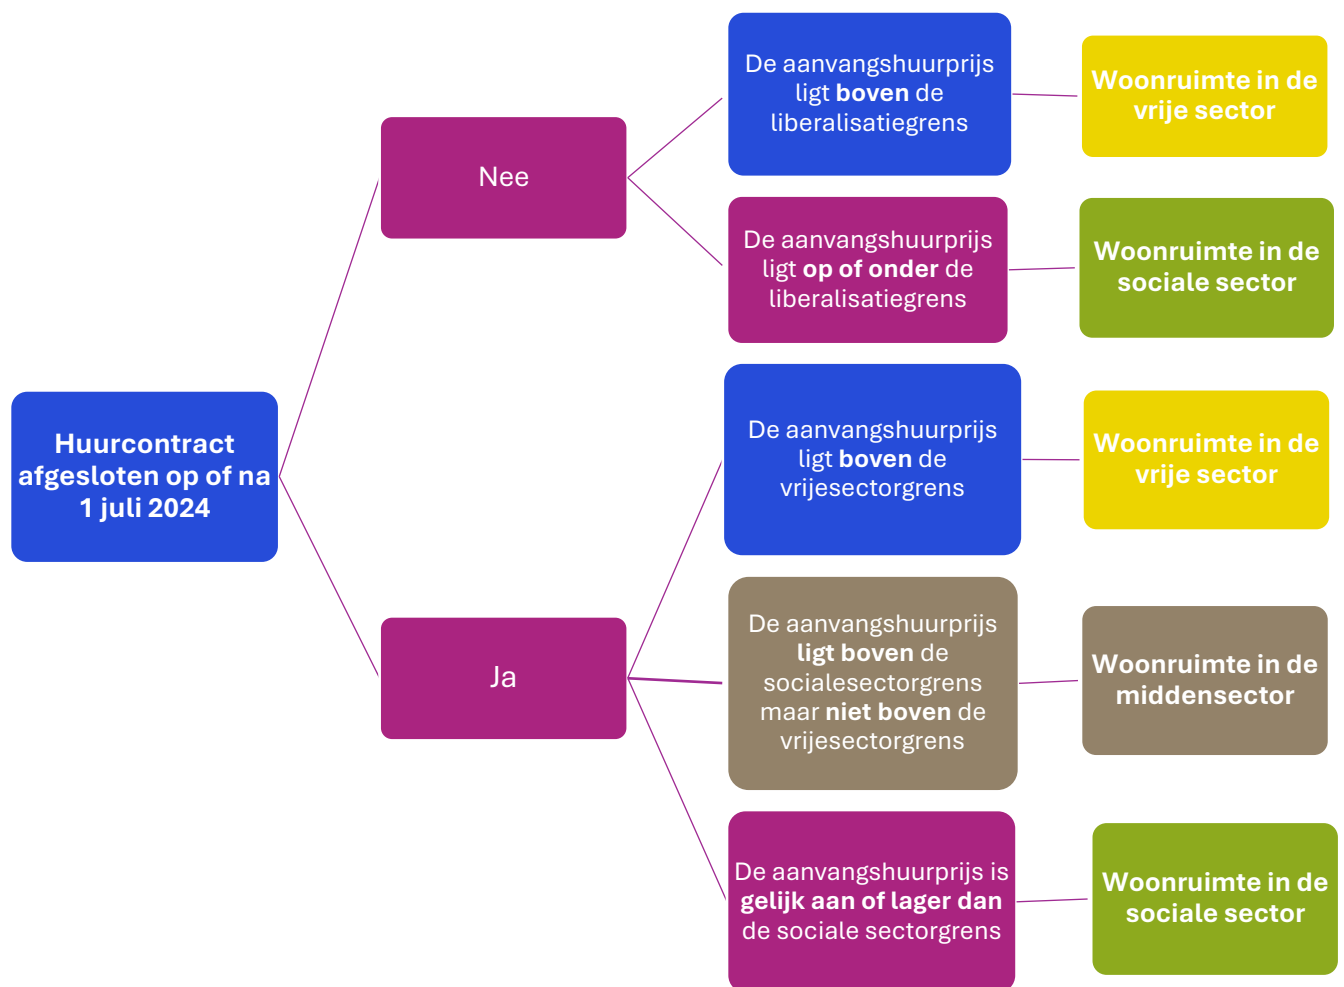 Huurcontract
afgesloten op of na
1 juli 2024
Nee
De aanvangshuurprijs
ligt boven de
liberalisatiegrens
Woonruimte in de
vrije sector
De aanvangshuurprijs
ligt op of onder de
liberalisatiegrens
Woonruimte in de
sociale sector
Ja
De aanvangshuurprijs
ligt boven de
vrijesectorgrens
Woonruimte in de
vrije sector
De aanvangshuurprijs
ligt boven de
socialesectorgrens
maar niet boven de
vrijesectorgrens
Woonruimte in de
middensector
De aanvangshuurprijs is
gelijk aan of lager dan
de sociale sectorgrens
Woonruimte in de
sociale sector